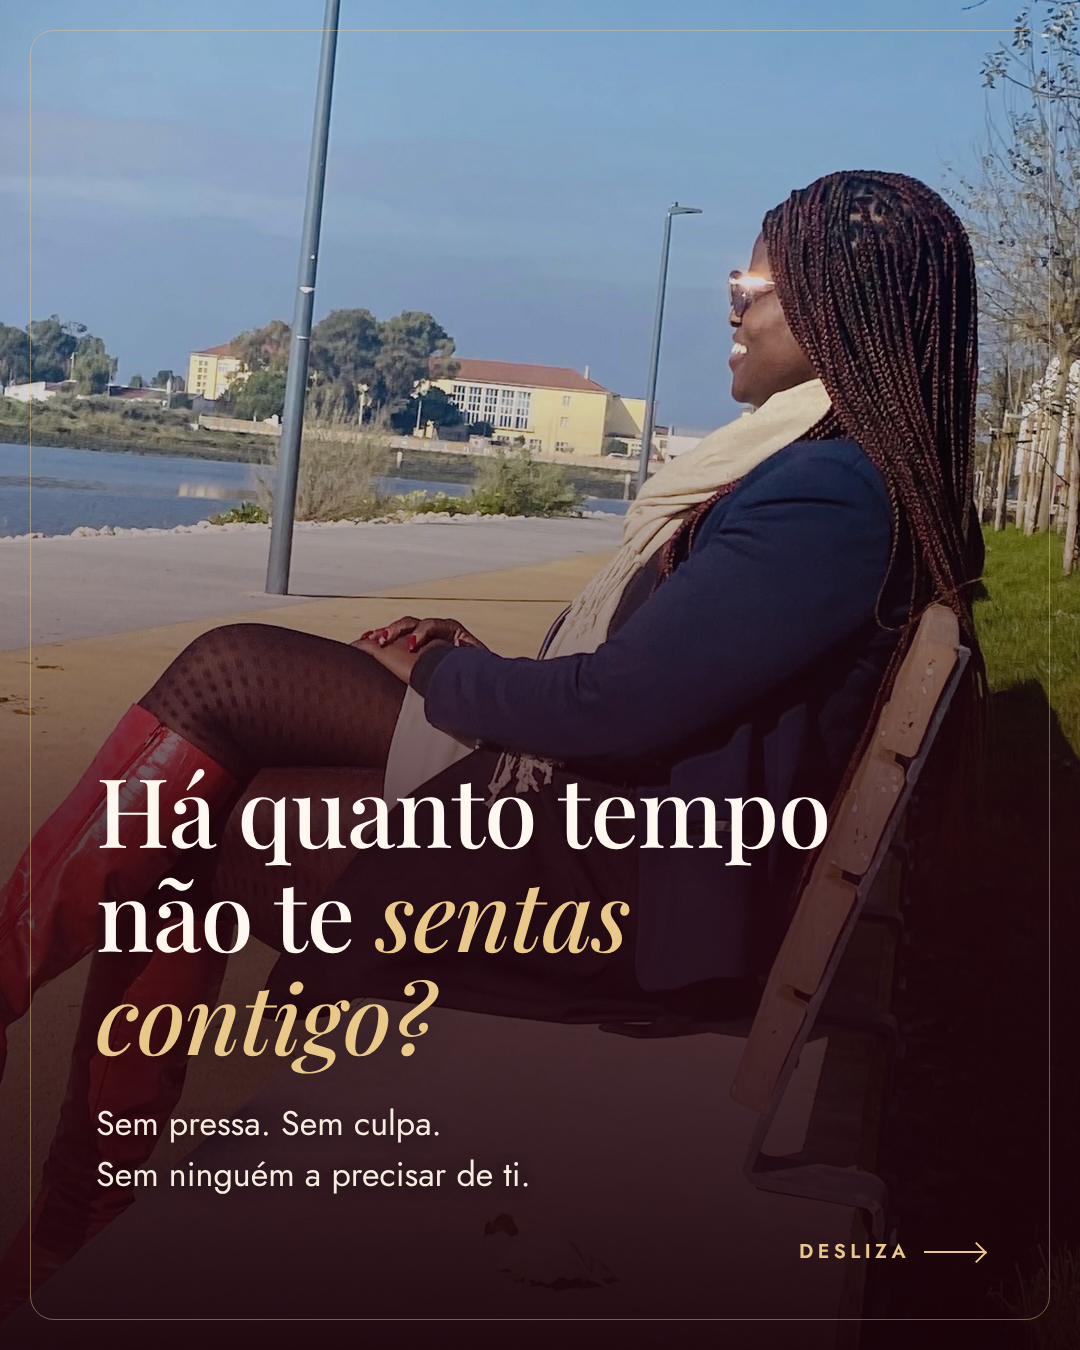 Há quanto tempo
não te sentas
contigo?
Sem pressa. Sem culpa.
Sem ninguém a precisar de ti.
DESLIZA